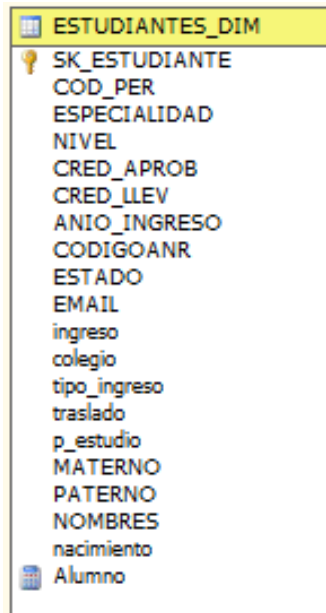 ESTUDIANTES_DIM
SK_ESTUDIANTE
COD_PER
ESPECIALIDAD
NIVEL
CRED_APROB
CRED_LLEV
ANIO_INGRESO
CODIGOANR
ESTADO
EMAIL
ingreso
colegio
tipo_ingreso
traslado
p_estudio
MATERNO
PATERNO
NOMBRES
nacimiento
Alumno